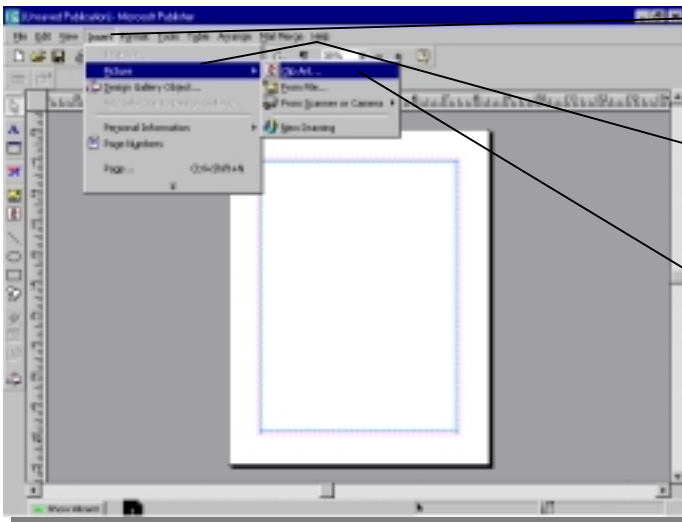 [Unsaved Publication] - Microsoft Publisher
File Edit View Insert Format Tools Table Arrange Mail Merge Help
Picture
Clip Art...
Design Gallery Object...
From File...
From Scanner or Camera
Personal Information
New Drawing
Page Numbers
Page... Ctrl+Shift+N
Show Wizard